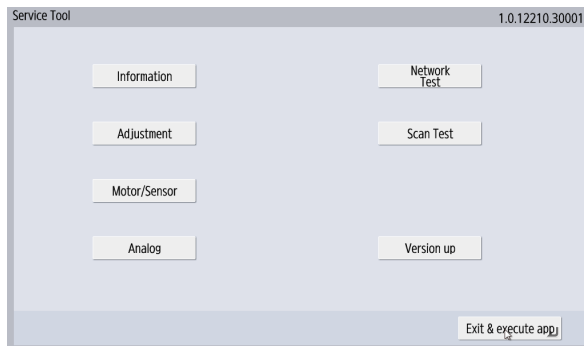 Service Tool
1.0.12210.30001
Information
Network
Test
Adjustment
Scan Test
Motor/Sensor
Analog
Version up
Exit & execute app